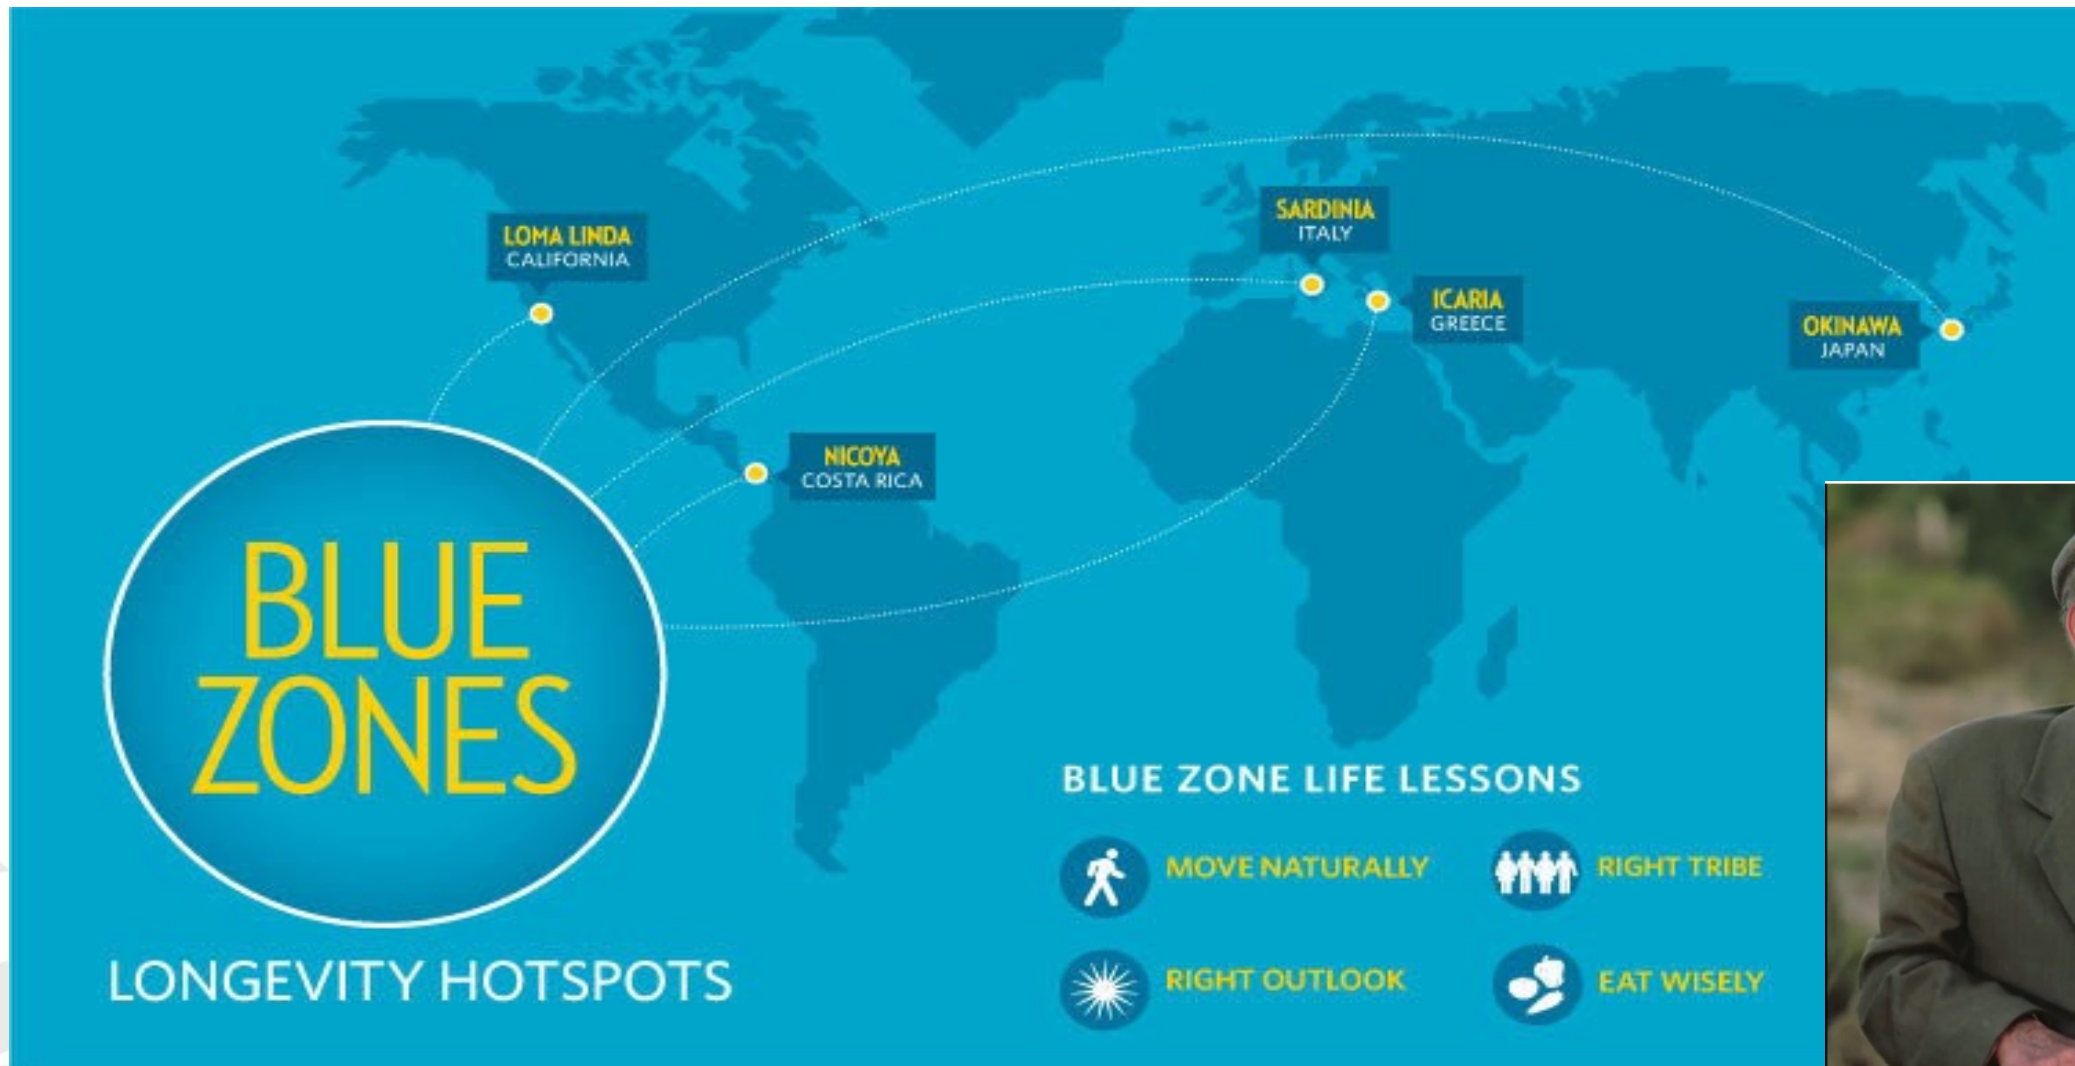 LOMA LINDA
CALIFORNIA
SARDINIA
ITALY
ICARIA
GREECE
OKINAWA
JAPAN
NICOYA
COSTA RICA
BLUE
ZONES
LONGEVITY HOTSPOTS
BLUE ZONE LIFE LESSONS
MOVE NATURALLY
RIGHT TRIBE
RIGHT OUTLOOK
EAT WISELY